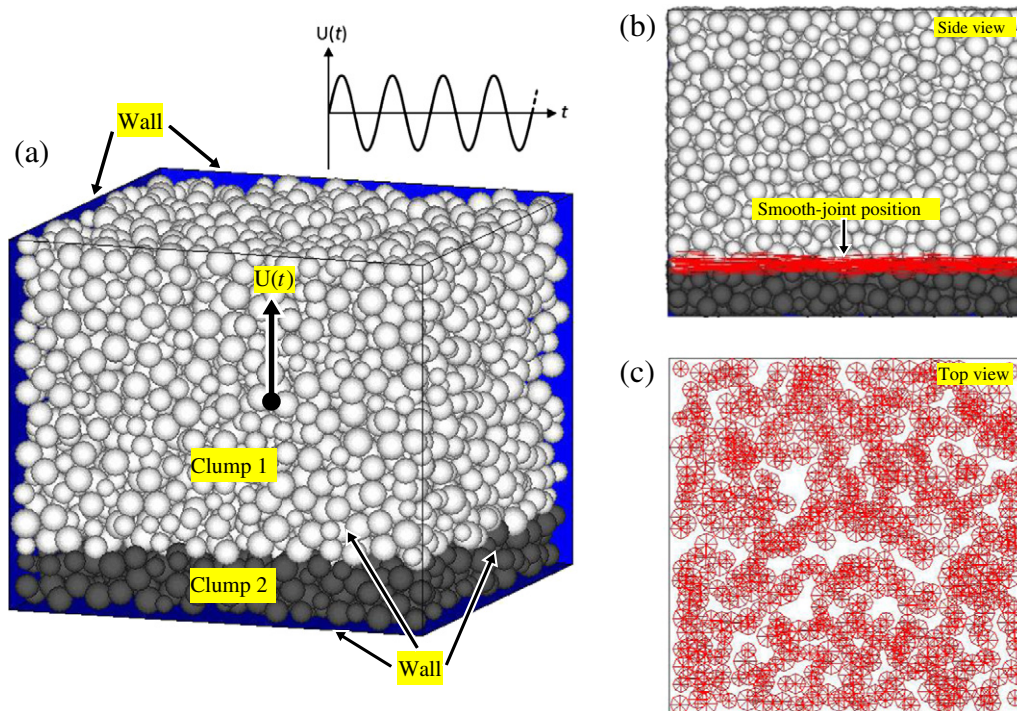 U(t)
t
Wall
(a)
U(t)
Clump 1
Clump 2
Wall
(b)
Side view
Smooth-joint position
(c)
Top view